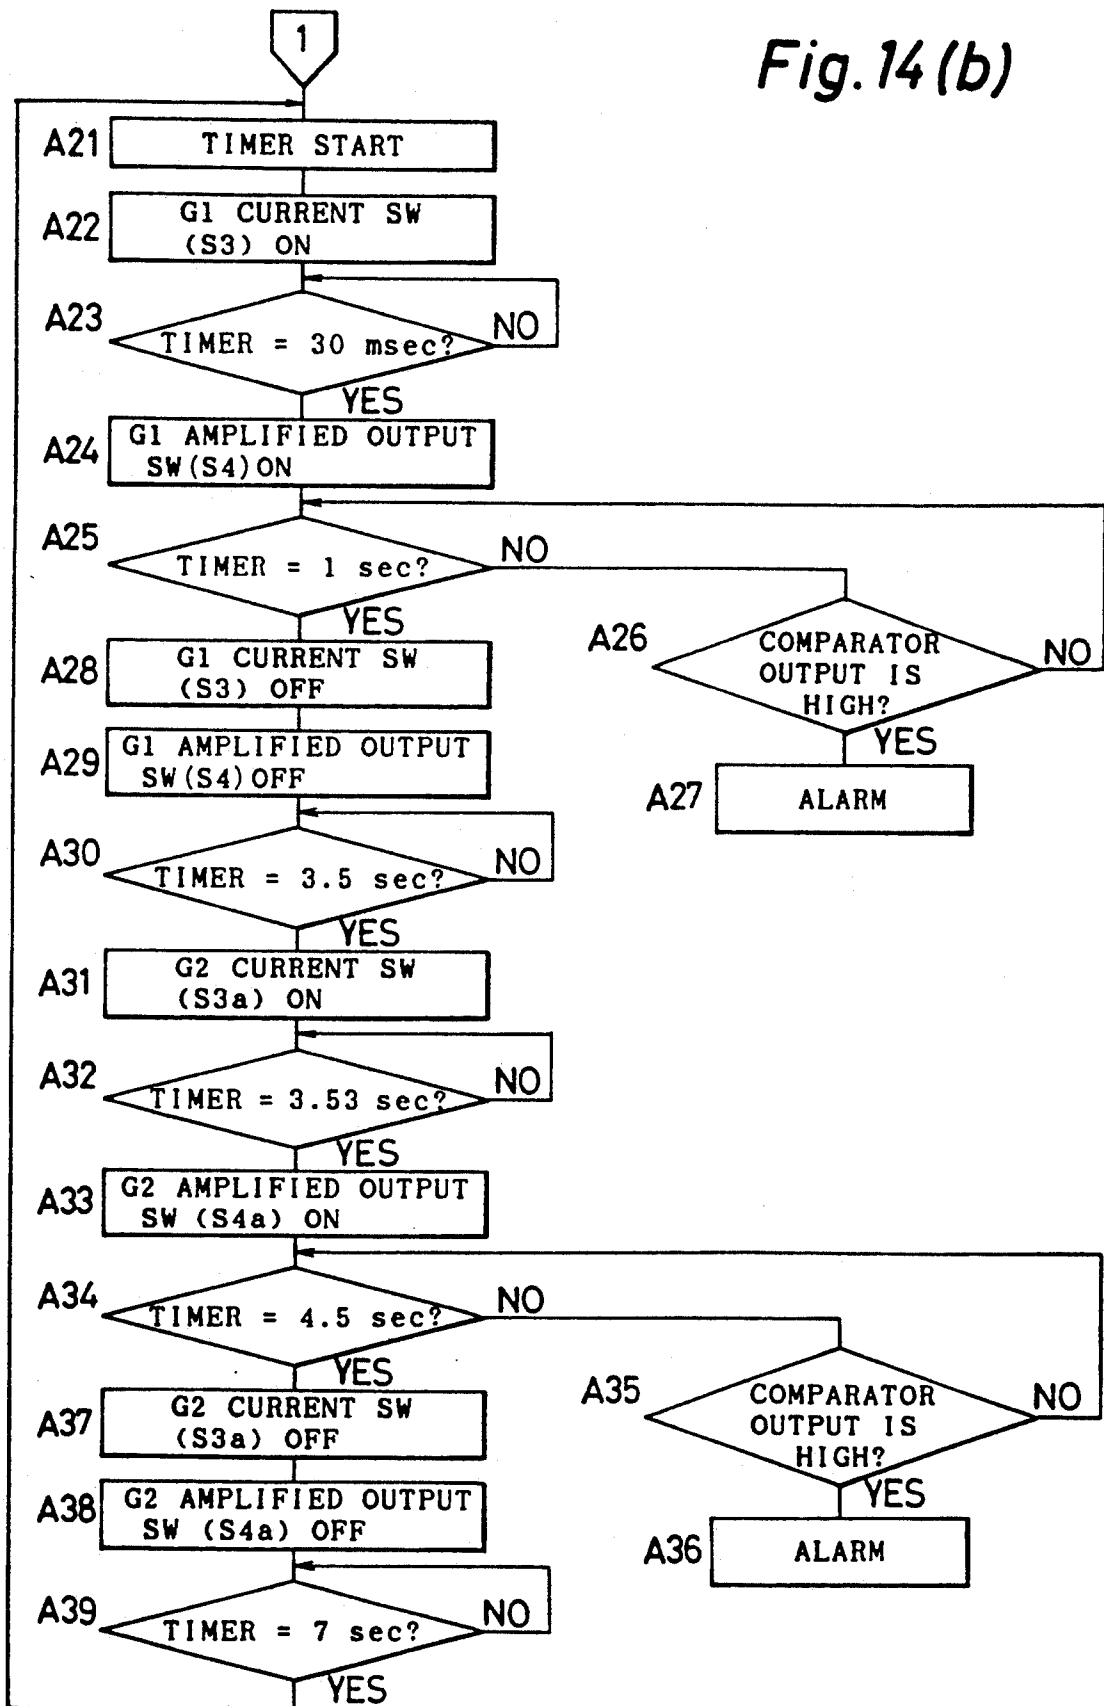 1
Fig. 14 (b)
A21
TIMER START
A22
G1 CURRENT SW
(S3) ON
A23
TIMER = 30 msec?
NO
YES
A24
G1 AMPLIFIED OUTPUT
SW(S4)ON
A25
TIMER = 1 sec?
NO
YES
A26
COMPARATOR
OUTPUT IS
HIGH?
NO
YES
A27
ALARM
A28
G1 CURRENT SW
(S3) OFF
A29
G1 AMPLIFIED OUTPUT
SW(S4)OFF
A30
TIMER = 3.5 sec?
NO
YES
A31
G2 CURRENT SW
(S3a) ON
A32
TIMER = 3.53 sec?
NO
YES
A33
G2 AMPLIFIED OUTPUT
SW (S4a) ON
A34
TIMER = 4.5 sec?
NO
YES
A35
COMPARATOR
OUTPUT IS
HIGH?
NO
YES
A36
ALARM
A37
G2 CURRENT SW
(S3a) OFF
A38
G2 AMPLIFIED OUTPUT
SW (S4a) OFF
A39
TIMER = 7 sec?
NO
YES